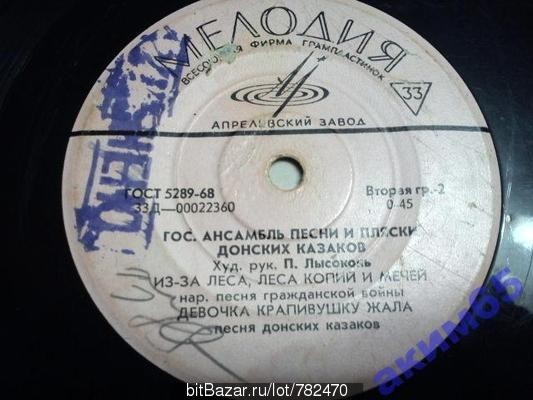 МЕЛОДИЯ
ВСЕСОЮЗНАЯ ФИРМА ГРАМПЛАСТИНОК
33
АПРЕЛЕВСКИЙ ЗАВОД
ГОСТ 5289-68
33Д—00022360
Вторая гр.-2
0-45
ГОС. АНСАМБЛЬ ПЕСНИ И ПЛЯСКИ
ДОНСКИХ КАЗАКОВ
Худ. рук. П. Лысоконь
ИЗ-ЗА ЛЕСА, ЛЕСА КОПИЙ И МЕЧЕЙ
нар. песня гражданской войны
ДЕВОЧКА КРАПИВУШКУ ЖАЛА
песня донских казаков
аким65
bitBazar.ru/lot/782470